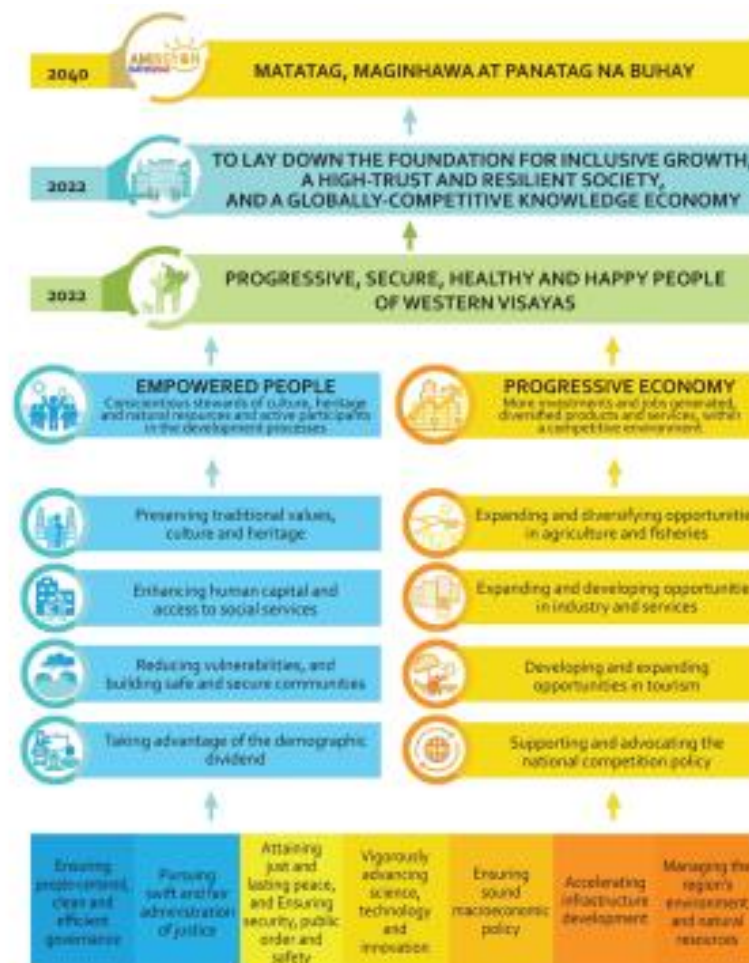 2040
AMBISYON
MATATAG, MAGINHAWA AT PANATAG NA BUHAY
2022
TO LAY DOWN THE FOUNDATION FOR INCLUSIVE GROWTH,
A HIGH-TRUST AND RESILIENT SOCIETY,
AND A GLOBALLY-COMPETITIVE KNOWLEDGE ECONOMY
2022
PROGRESSIVE, SECURE, HEALTHY AND HAPPY PEOPLE
OF WESTERN VISAYAS
EMPOWERED PEOPLE
Conscientious stewards of culture, heritage
and natural resources and active participants
in the development processes
PROGRESSIVE ECONOMY
More investments and jobs generated,
diversified products and services, within
a competitive environment
Preserving traditional values,
culture and heritage
Expanding and diversifying opportunitie
in agriculture and fisheries
Enhancing human capital and
access to social services
Expanding and developing opportunitie
in industry and services
Reducing vulnerabilities, and
building safe and secure communities
Developing and expanding
opportunities in tourism
Taking advantage of the demographic
dividend
Supporting and advocating the
national competition policy
Ensuring
people-centered,
clean and
efficient
governance
Pursuing
swift and fair
administration
of justice
Attaining
just and
lasting peace,
and Ensuring
security, public
order and
safety
Vigorously
advancing
science,
technology
and
innovation
Ensuring
sound
macroeconomic
policy
Accelerating
infrastructure
development
Managing the
region's
environment
and natural
resources